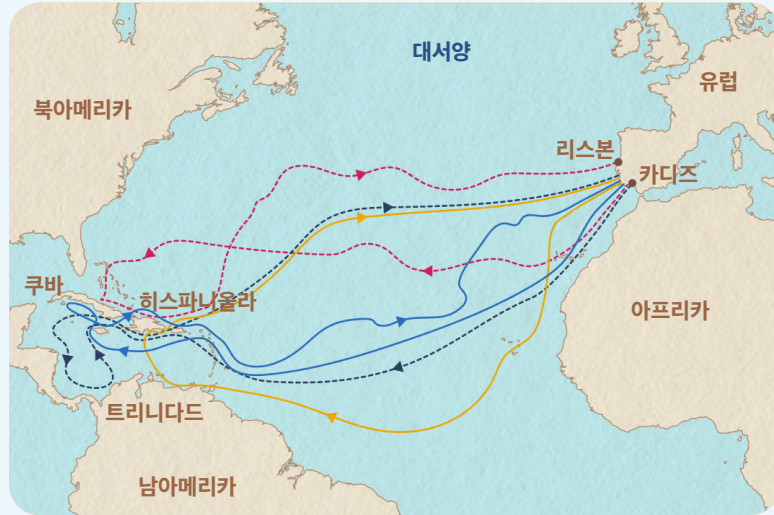 대서양
유럽
북아메리카
리스본
카디즈
쿠바
히스파니올라
아프리카
트리니다드
남아메리카